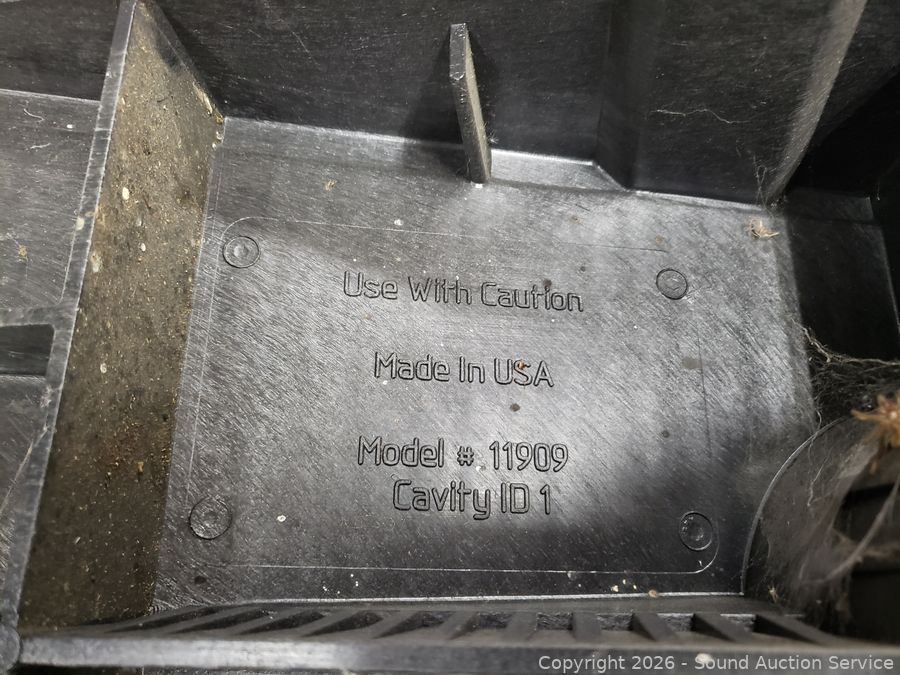 Use With Caution
Made In USA
Model # 11909
Cavity ID 1
Copyright 2026 - Sound Auction Service